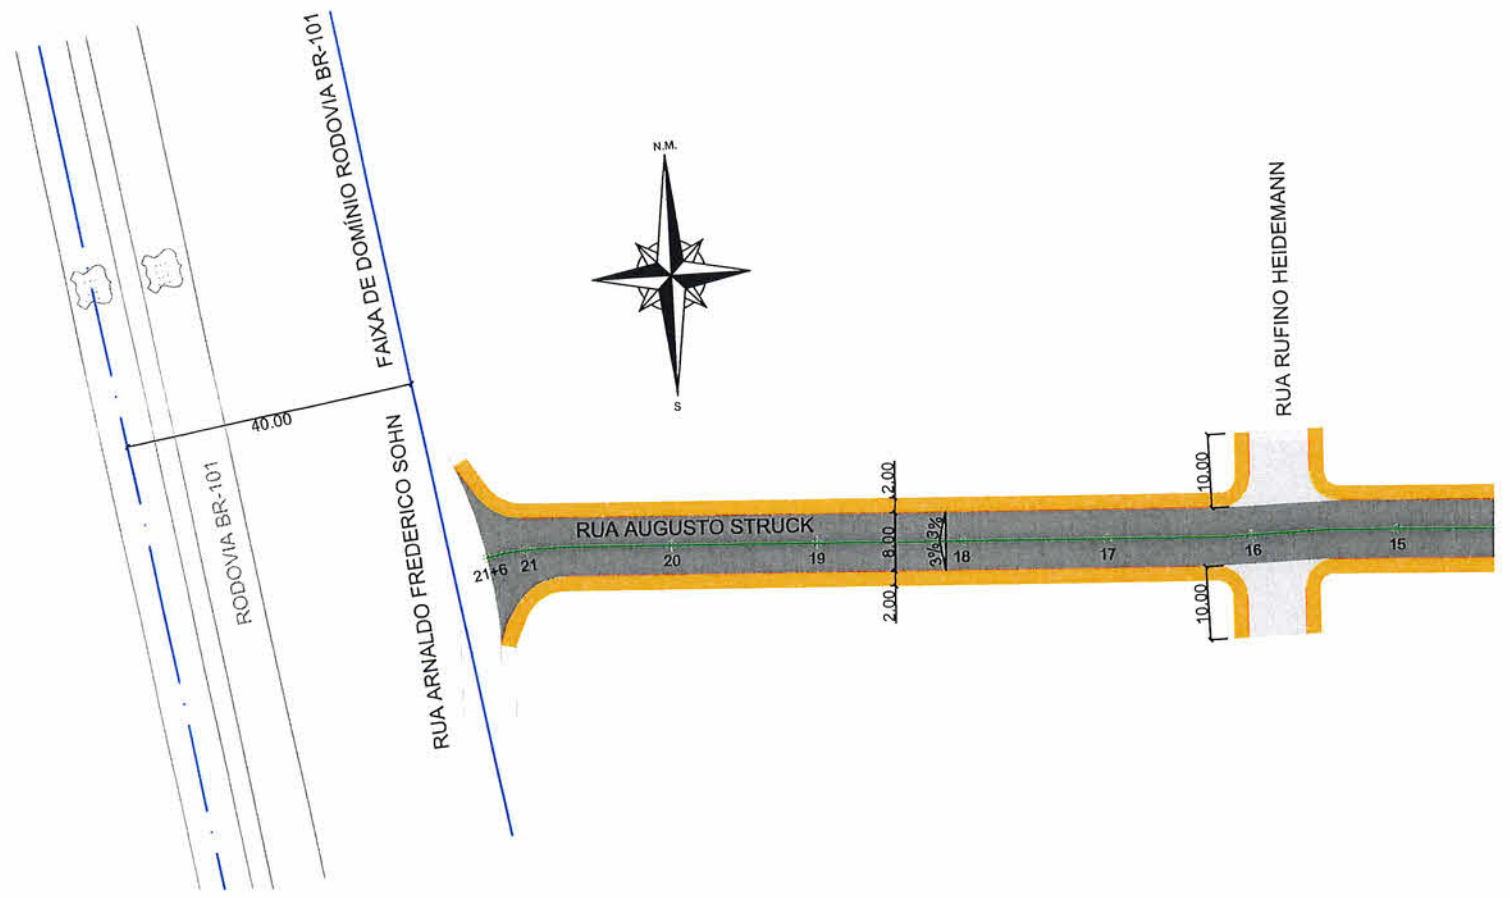 FAIXA DE DOMÍNIO RODOVIA BR-101
N.M.
S
40.00
RODOVIA BR-101
RUA ARNALDO FREDERICO SOHN
RUA RUFINO HEIDEMANN
RUA AUGUSTO STRUCK
2.00
8.00
2.00
3% 3%
10.00
10.00
21+6
21
20
19
18
17
16
15